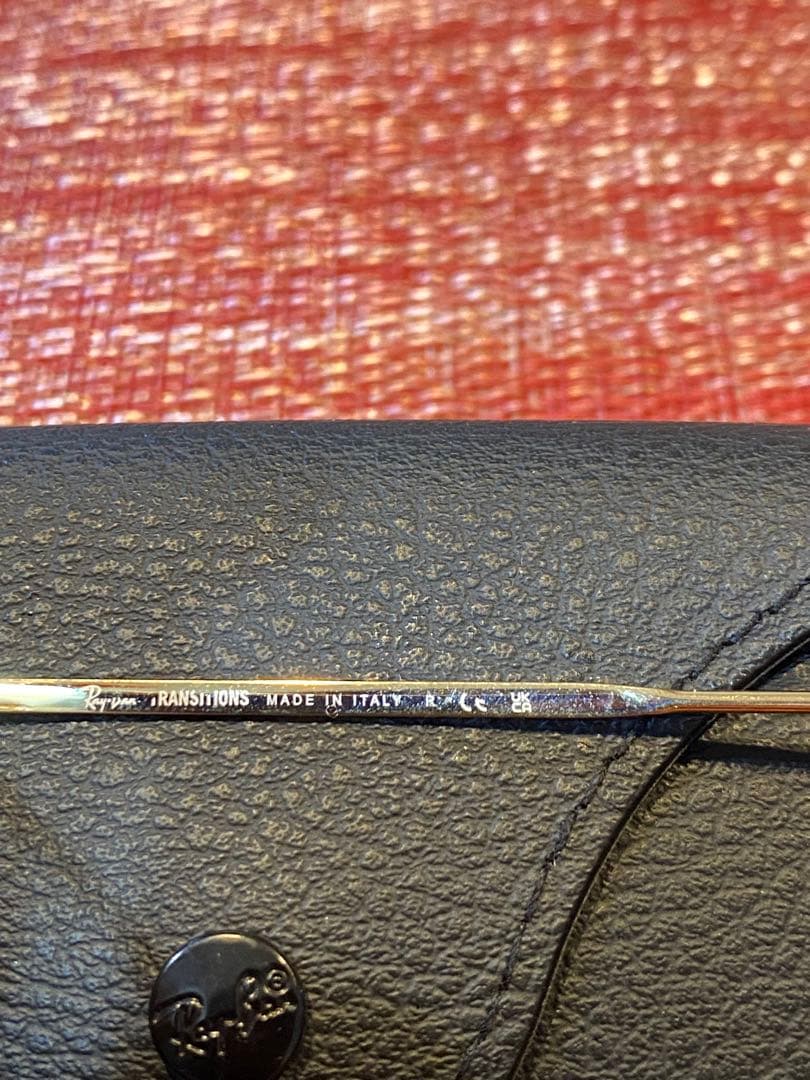 Ray-Ban TRANSITIONS MADE IN ITALY R CE UK CA
Ray-Ban